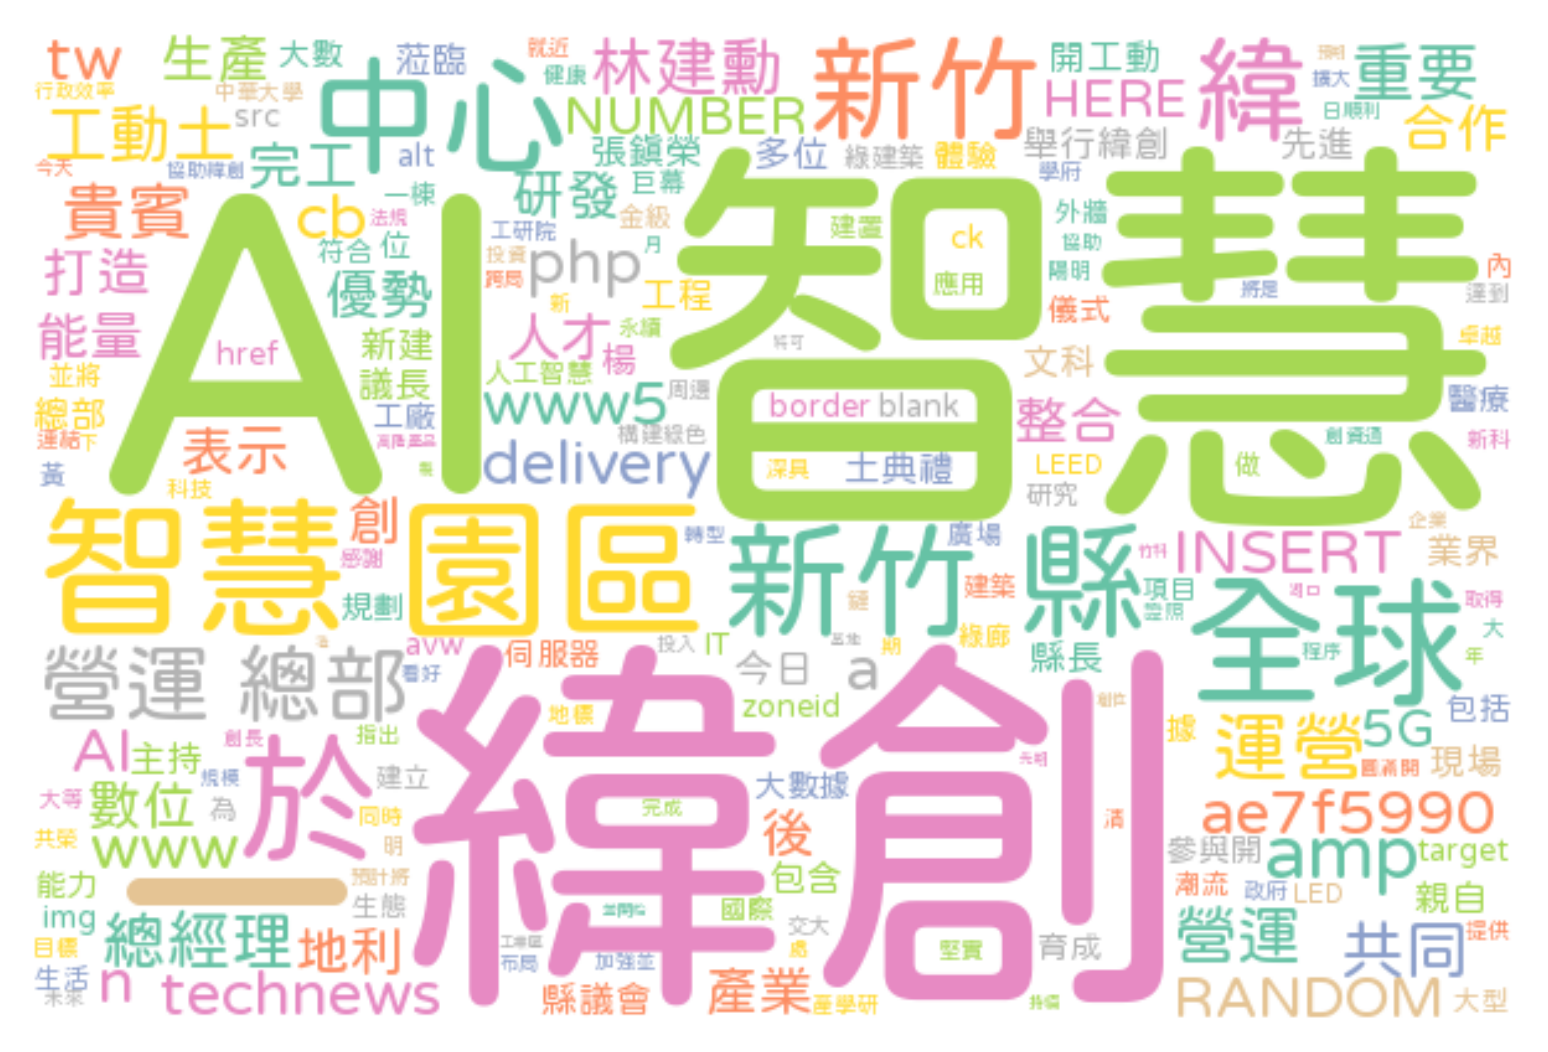 tw 生產 大數 蒞臨 就近 林建勳 新竹 開工動 緯 重要
行政效率 中華大學 健康 擴大
工動士 src 中心 NUMBER HERE 日順利 合作
今天 協助緯創 完工 alt 張鎮榮 多位 綠建築 體驗 舉行緯創 先進
貴賓 cb 法規 一棟 研發 巨幕 學府
工研院 金級 建置 ck 外牆
打造 符合 位 投資 php 月 協助 內
優勢 跨局 新 工程 應用 陽明 儀式 將是 達到
AI 智慧
能量 href 新建 人才 楊 永續 文科 卓越
並將 議長 人工智慧
總部 工廠 www5 周邊 border blank 整合 醫療
連結 下 表示 構建綠色 創資通 新科
黃 科技 delivery 深具 土典禮 LEED 做
研究
智慧 園區 創 感謝 轉型 新竹 縣 廣場 竹科 INSERT 企業 業界
規劃 建築 項目 全球 取得
avw 伺服器 投入 IT 期 綠廊 縣長 程序 大
營運 總部 看好 今日 a 年
緯創
zoneid 地標 包括
AI 主持 創長 於 指出 據 運營 5G
規模 建立 圓滿開 現場
大等 數位 為 同時 完成 大數據 ae7f5990
共榮 www 明 後 清 參與開 amp target
能力 一 預計將 包含 潮流 政府 LED 親自
img 總經理 地利 生態 國際 交大 營運 共同 提供
目標 布局 加強並 處 堅實 育成
生活 未來 n technews 縣議會 產業 產學研 持續 RANDOM 大型